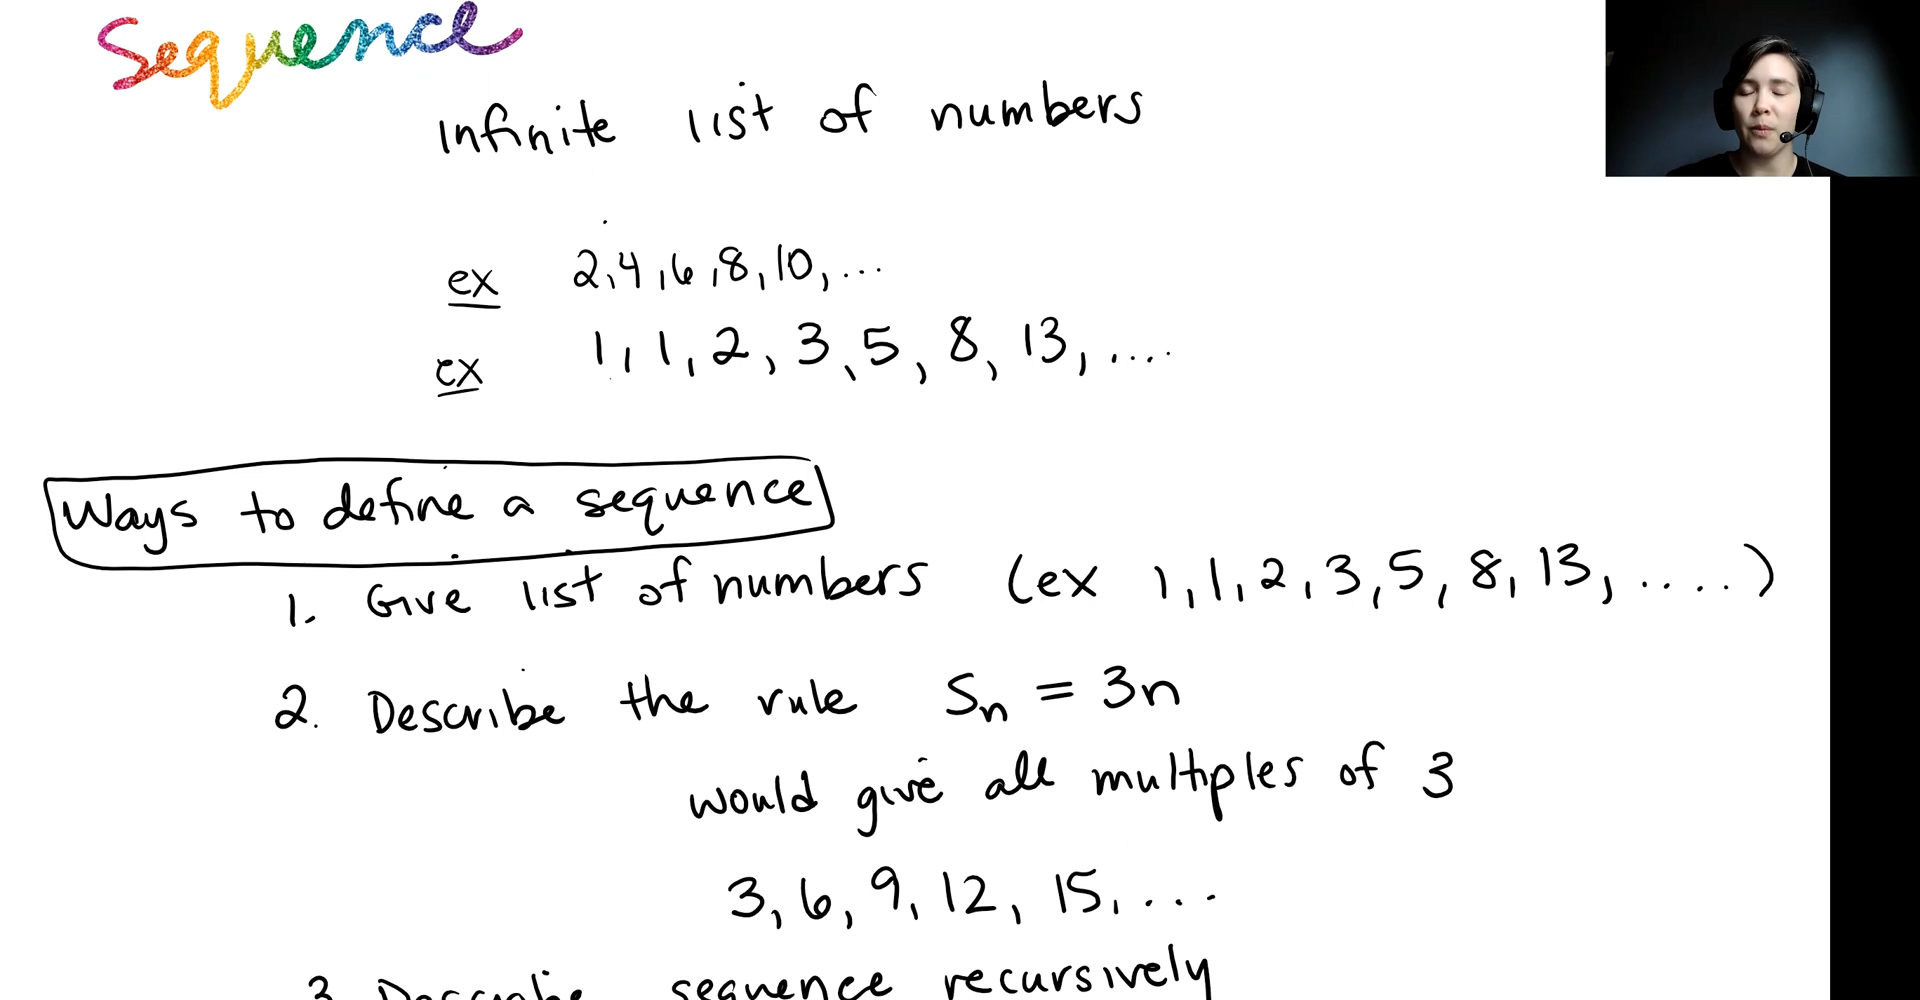 Sequence
Infinite list of numbers
ex 2, 4, 6, 8, 10, ...
ex 1, 1, 2, 3, 5, 8, 13, ....
Ways to define a sequence
1. Give list of numbers (ex 1, 1, 2, 3, 5, 8, 13, .....)
2. Describe the rule Sn = 3n
would give all multiples of 3
3, 6, 9, 12, 15, ...
3 Describe sequence recursively